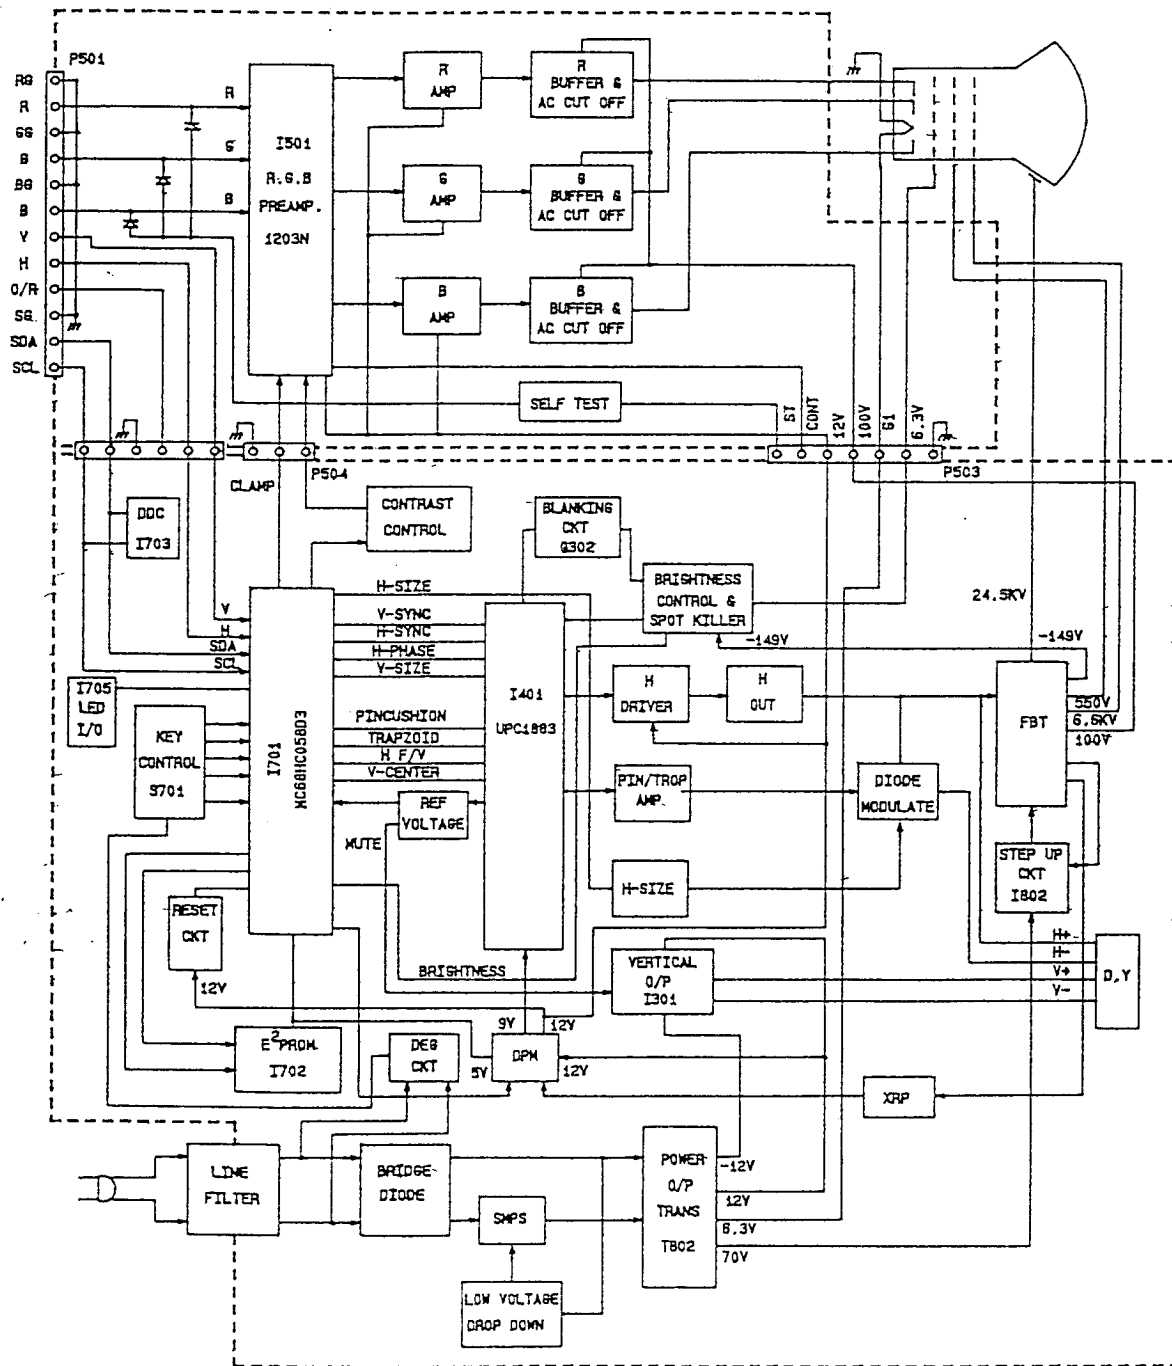 P501
RG
R
GG
G
BG
B
V
H
O/R
SG.
SDA
SCL
R
G
B
I501
R.G.B
PREAMP.
1203N
R
AMP
G
AMP
B
AMP
R
BUFFER &
AC CUT OFF
G
BUFFER &
AC CUT OFF
B
BUFFER &
AC CUT OFF
SELF TEST
ST
CONT
12V
100V
G1
6.3V
P504
P503
CLAMP
DDC
I703
CONTRAST
CONTROL
BLANKING
CKT
Q302
BRIGHTNESS
CONTROL &
SPOT KILLER
24.5KV
-149V
-149V
V
H
SDA
SCL
H-SIZE
V-SYNC
H-SYNC
H-PHASE
V-SIZE
PINCUSHION
TRAPZOID
H F/V
V-CENTER
I701
MC68HC05BD3
I401
UPC1883
H
DRIVER
H
OUT
FBT
550V
6.6KV
100V
I705
LED
I/O
KEY
CONTROL
S701
REF
VOLTAGE
MUTE
PIN/TROP
AMP
DIODE
MODULATE
STEP UP
CKT
I802
H-SIZE
RESET
CKT
12V
BRIGHTNESS
VERTICAL
O/P
I301
H+
H-
V+
V-
D,Y
E2PROM.
I702
DEG
CKT
9V
12V
DPM
5V
12V
XRP
LINE
FILTER
BRIDGE
DIODE
SMPS
LOW VOLTAGE
DROP DOWN
POWER
O/P
TRANS
T802
-12V
12V
6.3V
70V